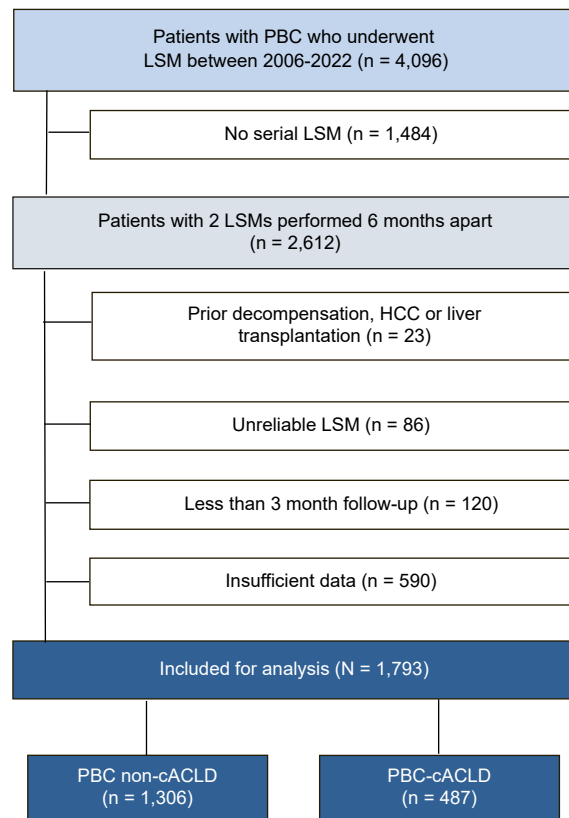 Patients with PBC who underwent
LSM between 2006-2022 (n = 4,096)
No serial LSM (n = 1,484)
Patients with 2 LSMs performed 6 months apart
(n = 2,612)
Prior decompensation, HCC or liver
transplantation (n = 23)
Unreliable LSM (n = 86)
Less than 3 month follow-up (n = 120)
Insufficient data (n = 590)
Included for analysis (N = 1,793)
PBC non-cACLD
(n = 1,306)
PBC-cACLD
(n = 487)